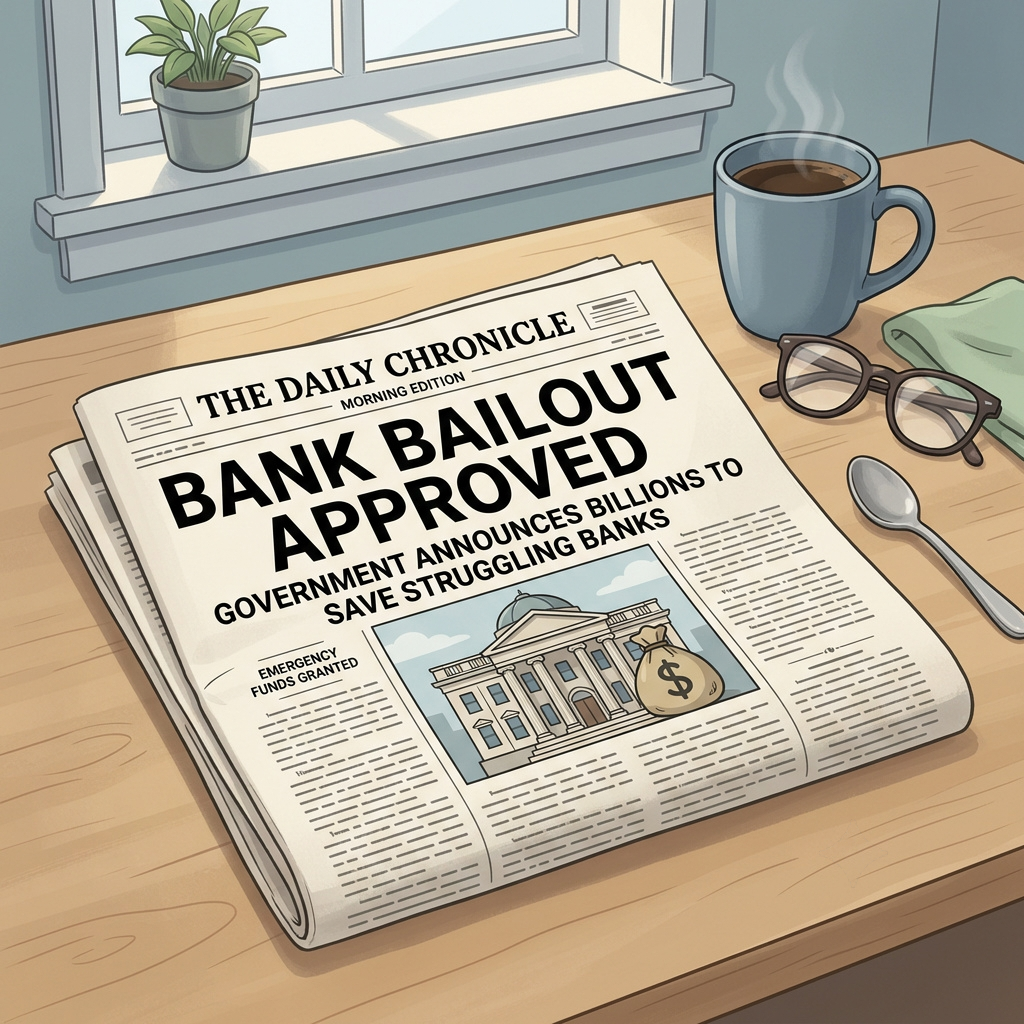 THE DAILY CHRONICLE
MORNING EDITION
BANK BAILOUT
APPROVED
GOVERNMENT ANNOUNCES BILLIONS TO
SAVE STRUGGLING BANKS
EMERGENCY
FUNDS GRANTED
$